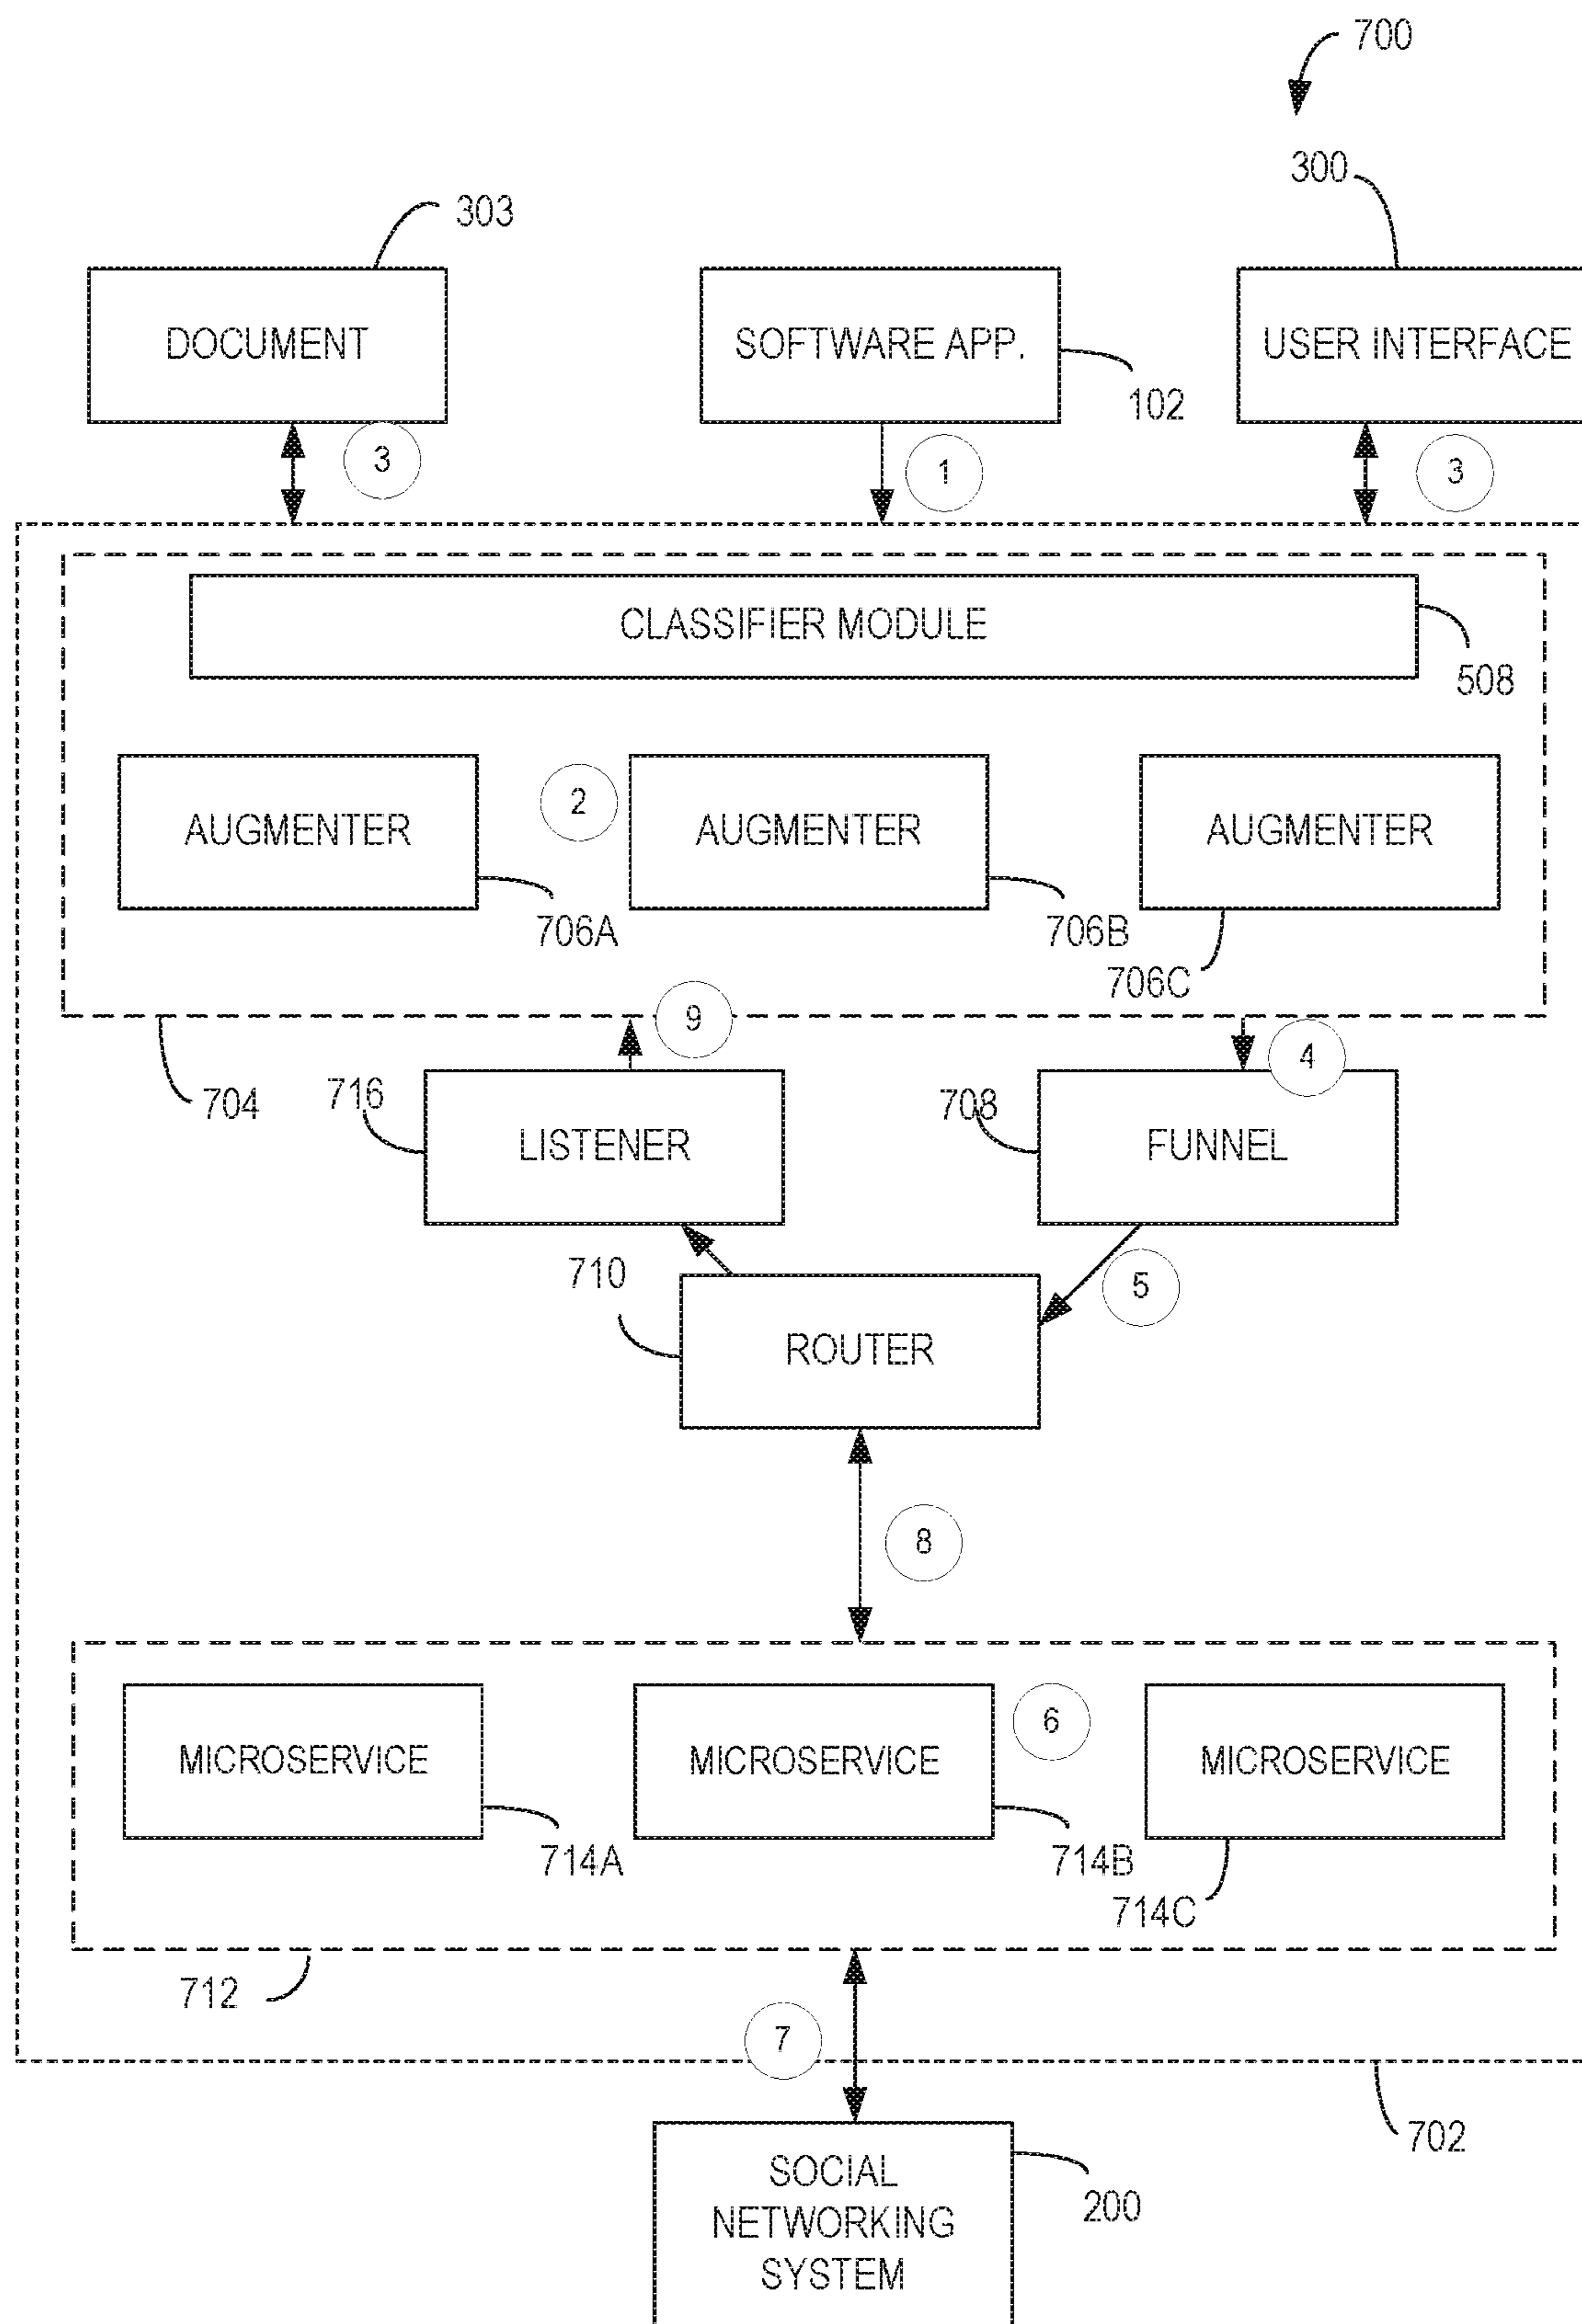 700
300
303
DOCUMENT
SOFTWARE APP.
USER INTERFACE
102
3
1
3
CLASSIFIER MODULE
508
AUGMENTER
2
AUGMENTER
AUGMENTER
706A
706B
706C
9
4
704
716
708
LISTENER
FUNNEL
710
5
ROUTER
8
MICROSERVICE
MICROSERVICE
6
MICROSERVICE
714A
714B
714C
712
7
702
SOCIAL
NETWORKING
SYSTEM
200